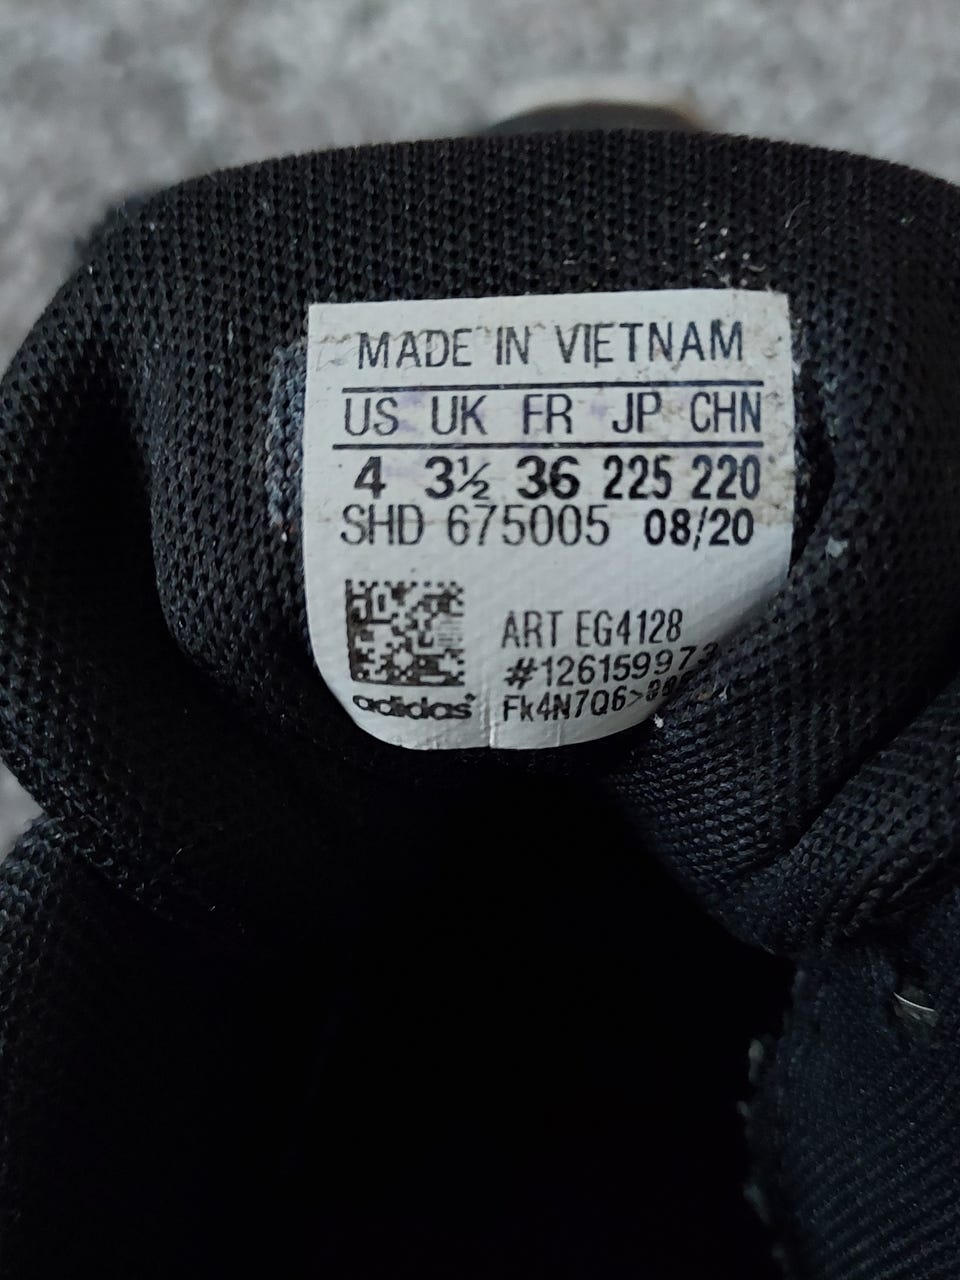 MADE IN VIETNAM
US UK FR JP CHN
4 3½ 36 225 220
SHD 675005 08/20
ART EG4128
adidas